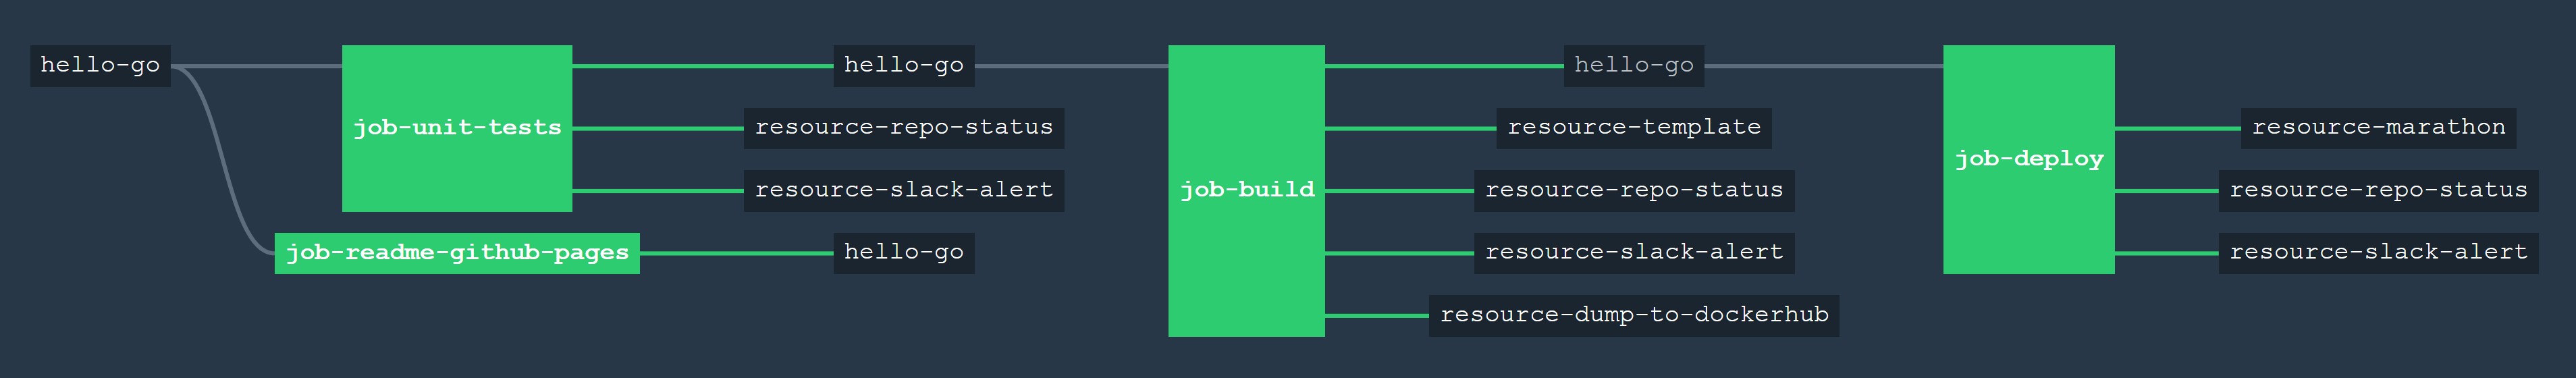 hello-go
job-unit-tests
job-readme-github-pages
hello-go
resource-repo-status
resource-slack-alert
hello-go
job-build
hello-go
resource-template
resource-repo-status
resource-slack-alert
resource-dump-to-dockerhub
job-deploy
resource-marathon
resource-repo-status
resource-slack-alert